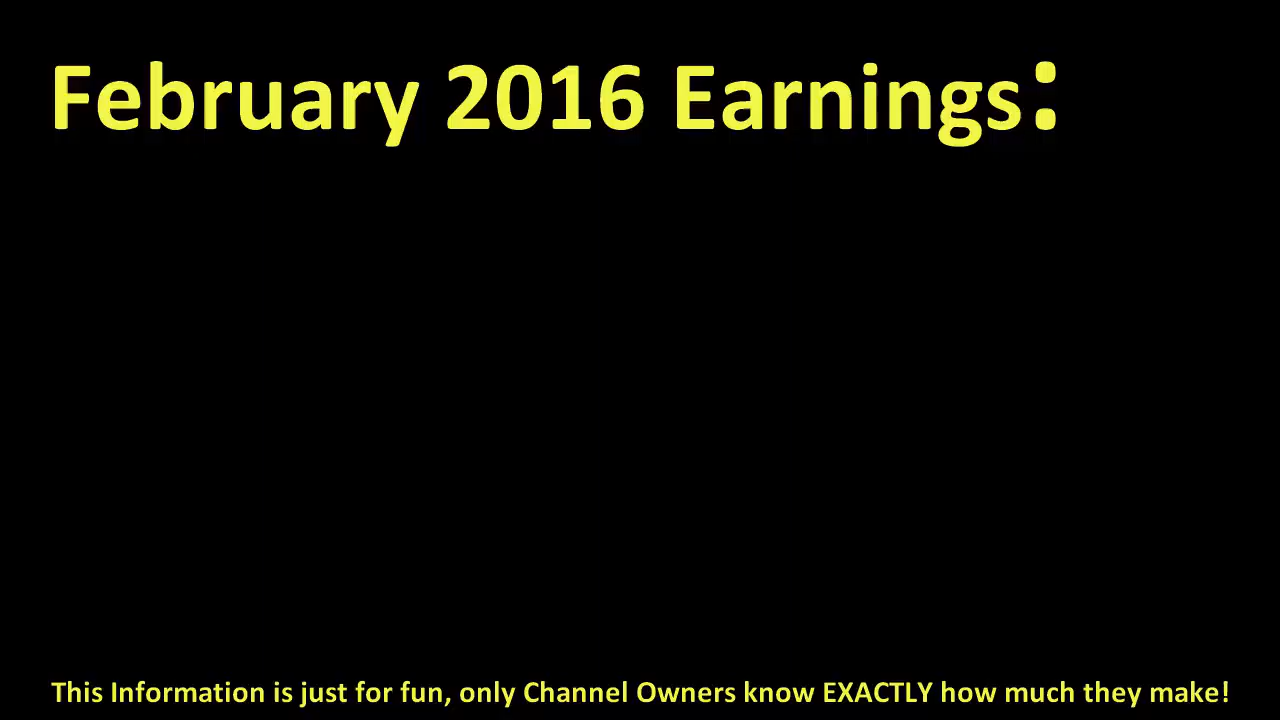 February 2016 Earnings:
This Information is just for fun, only Channel Owners know EXACTLY how much they make!